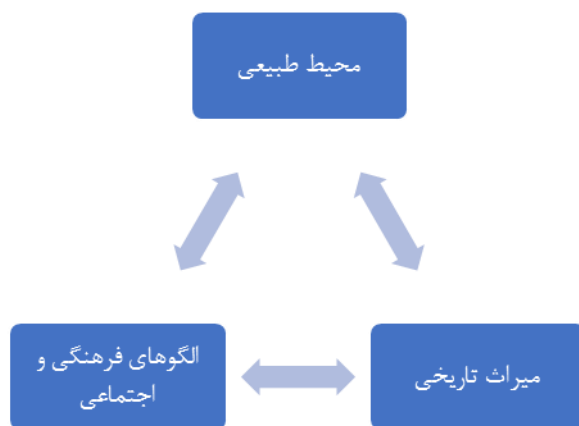 محیط طبیعی
میراث تاریخی
الگوهای فرهنگی و
اجتماعی